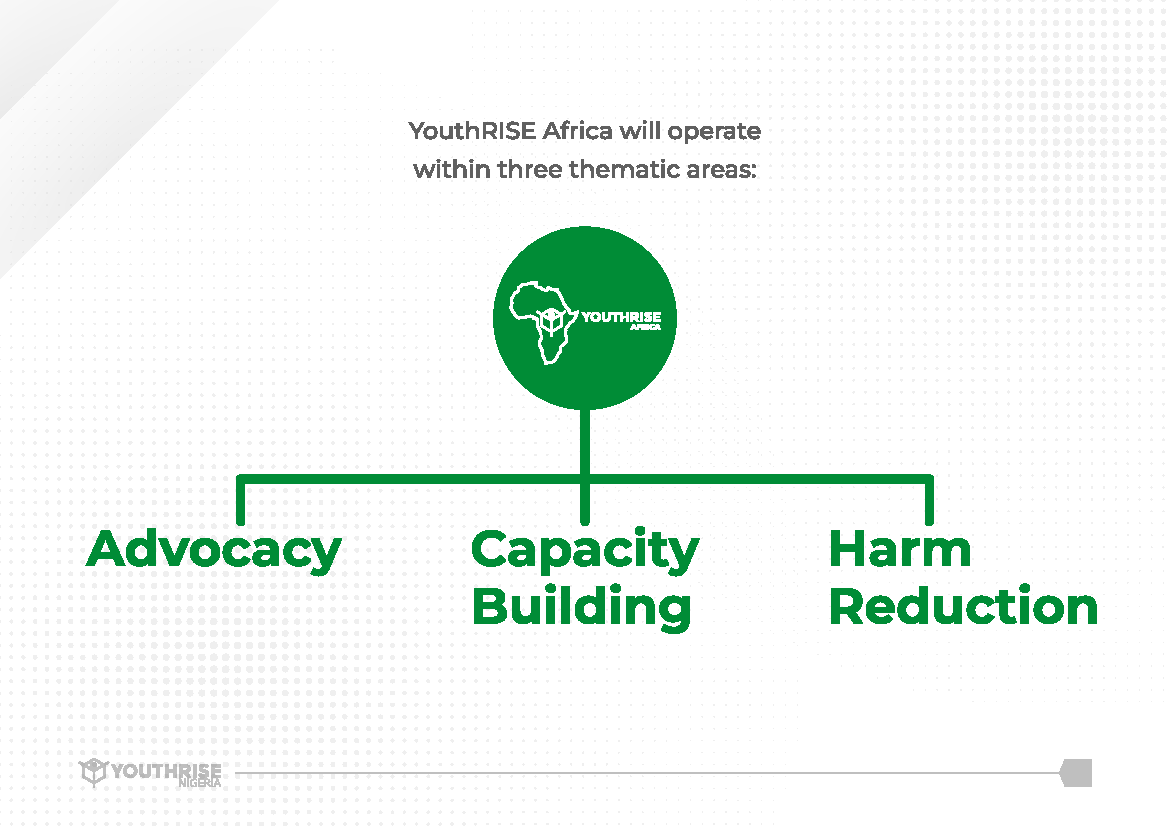 YouthRISE Africa will operate
within three thematic areas:
YOUTHRISE
AFRICA
Advocacy
Capacity
Building
Harm
Reduction
YOUTHRISE
NIGERIA